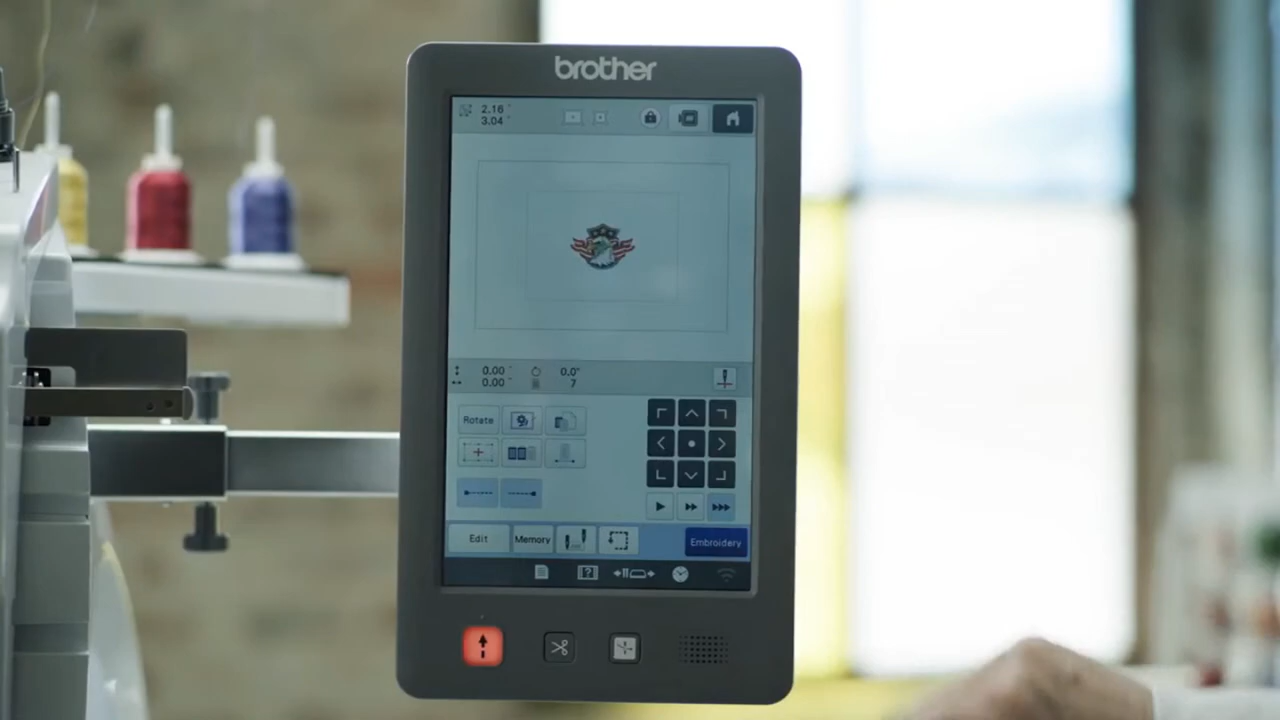 brother
2.16 "
3.04 "
0.00 " 0.0°
0.00 " 7
Rotate
Edit Memory Embroidery